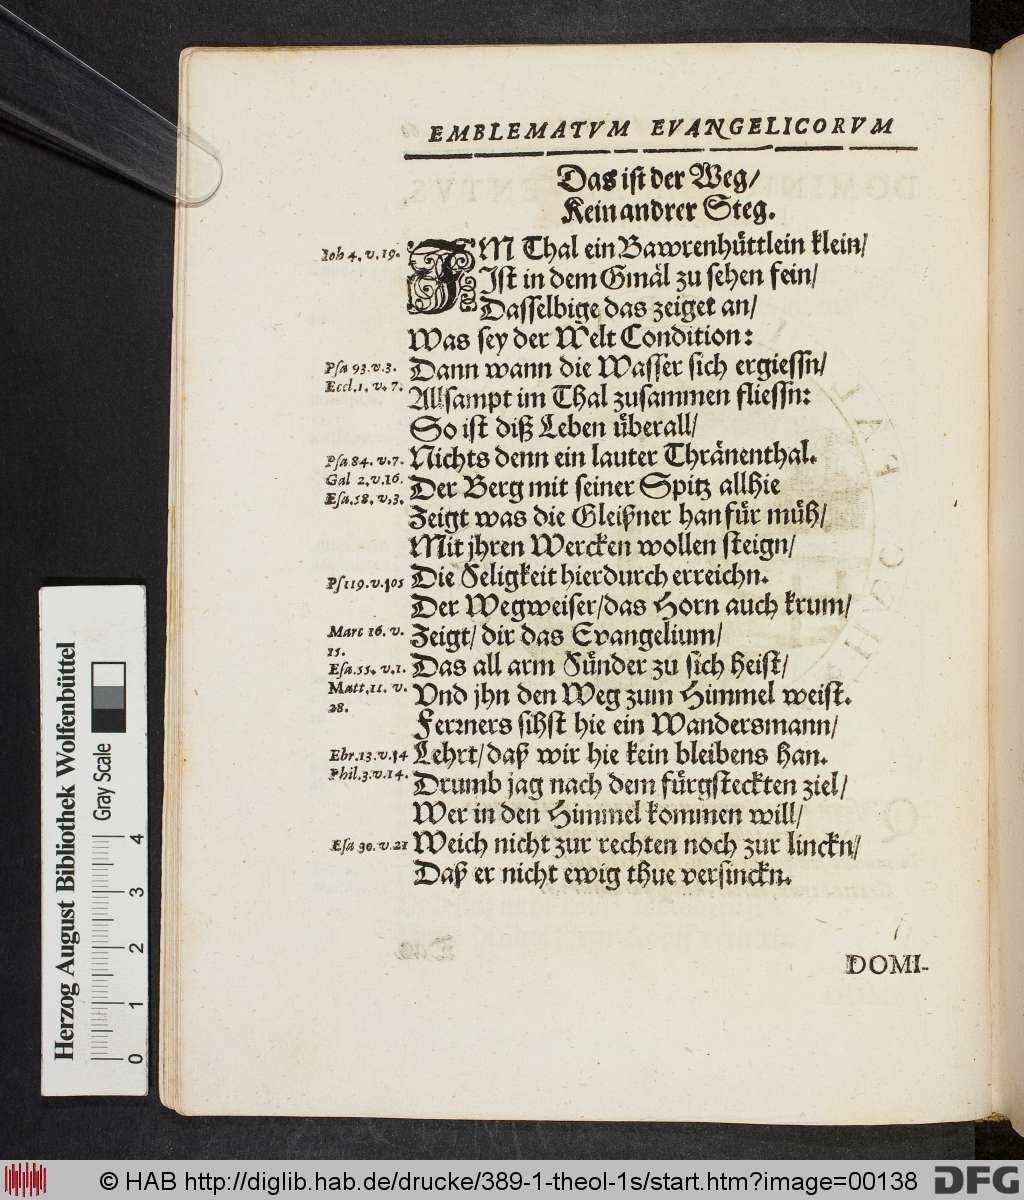 EMBLEMATVM EVANGELICORVM
Das ist der Weg/
Kein andrer Steg.
Joh 4. v. 19.
IM Thal ein Bawrenhüttlein klein/
Jst in dem Gmäl zu sehen fein/
Dasselbige das zeiget an/
Was sey der Welt Condition:
Psa 93. v. 3.
Dann wann die Wasser sich ergiessn/
Eccl. 1. v. 7.
Allsampt im Thal zusammen fliessn:
So ist diß Leben überall/
Psa 84. v. 7.
Nichts denn ein lauter Thränenthal.
Gal 2. v. 16.
Der Berg mit seiner Spitz allhie
Esa. 58. v. 3.
Zeigt was die Gleißner han für müh/
Mit jhren Wercken wollen steign/
Ps 119. v. 105
Die Seligkeit hierdurch erreichn.
Der Wegweiser/ das Horn auch krum/
Marc 16. v.
15.
Zeigt/ dir das Evangelium/
Esa. 55. v. 1.
Das all arm Sünder zu sich heist/
Matt. 11. v.
28.
Vnd jhn den Weg zum Himmel weist.
Ferrners sihst hie ein Wandersmann/
Ebr. 13. v. 14
Lehrt/ daß wir hie kein bleibens han.
Phil. 3. v. 14.
Drumb jag nach dem fürgsteckten ziel/
Wer in den Himmel kommen will/
Esa 30. v. 21
Weich nicht zur rechten noch zur linckn/
Daß er nicht ewig thue versinckn.
DOMI-
Herzog August Bibliothek Wolfenbüttel
Gray Scale
0 1 2 3 4
© HAB http://diglib.hab.de/drucke/389-1-theol-1s/start.htm?image=00138
DFG